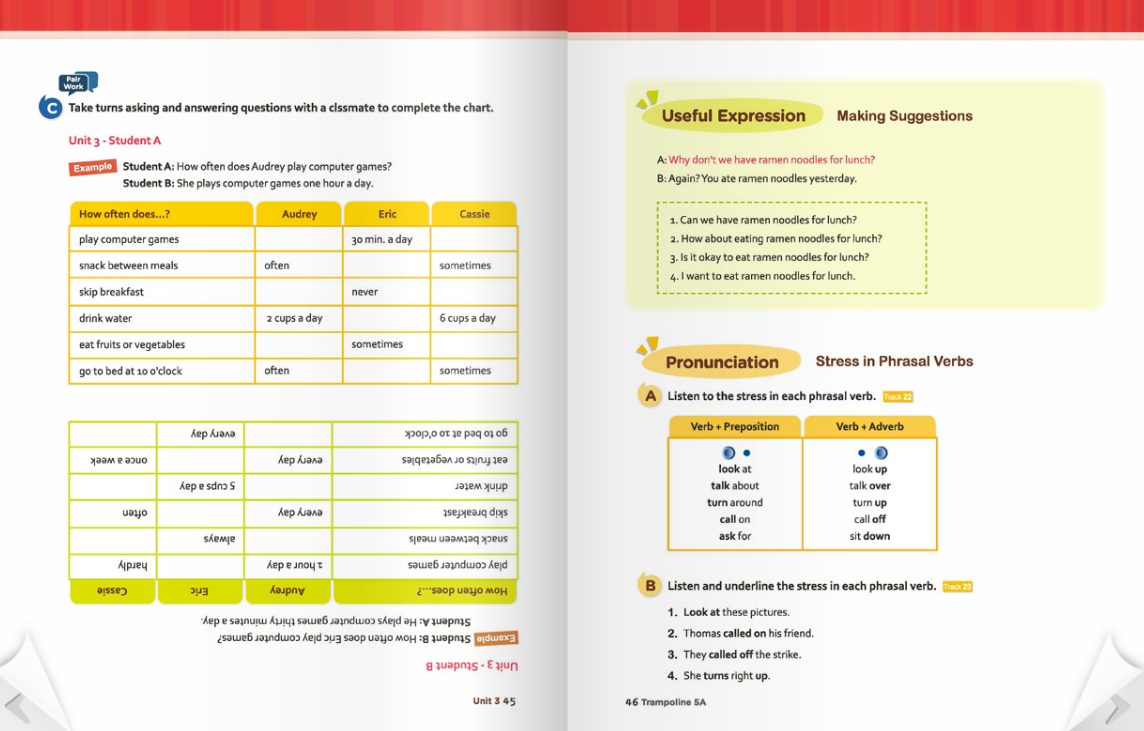 Pair
Work
C Take turns asking and answering questions with a clssmate to complete the chart.
Unit 3 - Student A
Example Student A: How often does Audrey play computer games?
Student B: She plays computer games one hour a day.
How often does...? Audrey Eric Cassie
play computer games 30 min. a day
snack between meals often sometimes
skip breakfast never
drink water 2 cups a day 6 cups a day
eat fruits or vegetables sometimes
go to bed at 10 o'clock often sometimes
Unit 3 - Student B
Example Student B: How often does Eric play computer games?
Student A: He plays computer games thirty minutes a day.
How often does...? Audrey Eric Cassie
play computer games 1 hour a day hardly
snack between meals always
skip breakfast every day often
drink water 5 cups a day
eat fruits or vegetables every day once a week
go to bed at 10 o'clock every day
Unit 3 45
Useful Expression Making Suggestions
A: Why don't we have ramen noodles for lunch?
B: Again? You ate ramen noodles yesterday.
1. Can we have ramen noodles for lunch?
2. How about eating ramen noodles for lunch?
3. Is it okay to eat ramen noodles for lunch?
4. I want to eat ramen noodles for lunch.
Pronunciation Stress in Phrasal Verbs
A Listen to the stress in each phrasal verb. Track 22
Verb + Preposition Verb + Adverb
look at look up
talk about talk over
turn around turn up
call on call off
ask for sit down
B Listen and underline the stress in each phrasal verb. Track 23
1. Look at these pictures.
2. Thomas called on his friend.
3. They called off the strike.
4. She turns right up.
46 Trampoline 5A